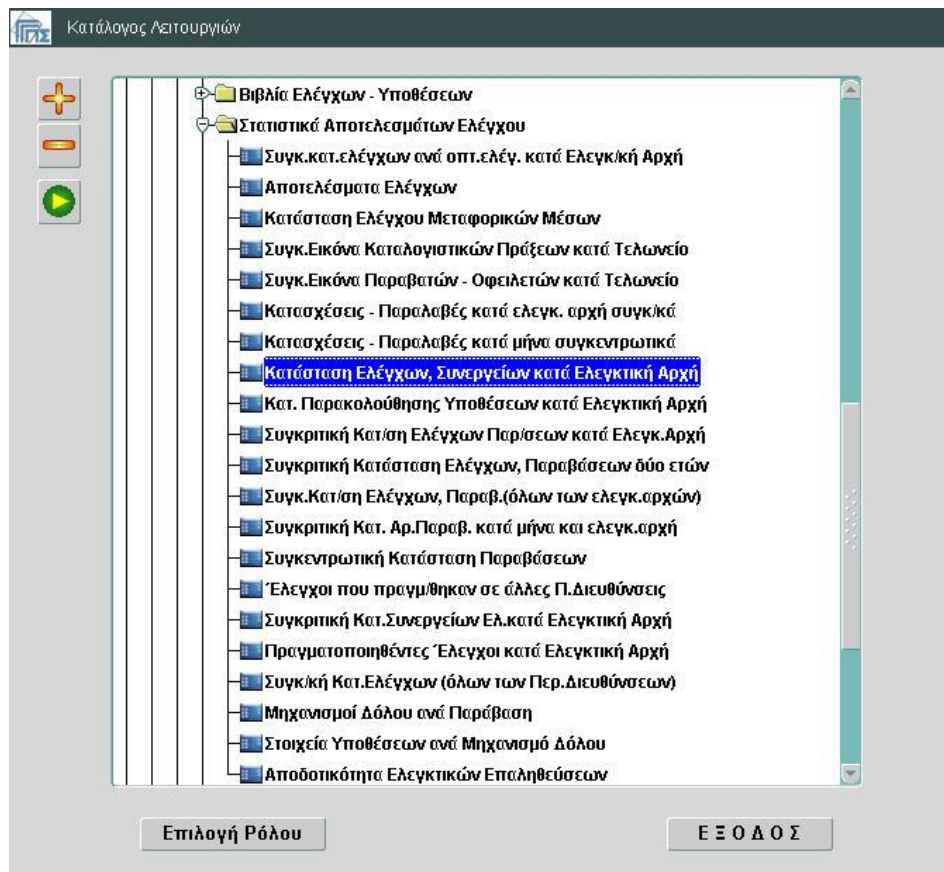 ΓΓΠΣ
Κατάλογος Λειτουργιών
Βιβλία Ελέγχων - Υποθέσεων
Στατιστικά Αποτελεσμάτων Ελέγχου
Συγκ.κατ.ελέγχων ανά οπτ.ελέγ. κατά Ελεγκ/κή Αρχή
Αποτελέσματα Ελέγχων
Κατάσταση Ελέγχου Μεταφορικών Μέσων
Συγκ.Εικόνα Καταλογιστικών Πράξεων κατά Τελωνείο
Συγκ.Εικόνα Παραβατών - Οφειλετών κατά Τελωνείο
Κατασχέσεις - Παραλαβές κατά ελεγκ. αρχή συγκ/κά
Κατασχέσεις - Παραλαβές κατά μήνα συγκεντρωτικά
Κατάσταση Ελέγχων, Συνεργείων κατά Ελεγκτική Αρχή
Κατ. Παρακολούθησης Υποθέσεων κατά Ελεγκτική Αρχή
Συγκριτική Κατ/ση Ελέγχων Παρ/σεων κατά Ελεγκ.Αρχή
Συγκριτική Κατάσταση Ελέγχων, Παραβάσεων δύο ετών
Συγκ.Κατ/ση Ελέγχων, Παραβ.(όλων των ελεγκ.αρχών)
Συγκριτική Κατ. Αρ.Παραβ. κατά μήνα και ελεγκ.αρχή
Συγκεντρωτική Κατάσταση Παραβάσεων
Έλεγχοι που πραγμ/θηκαν σε άλλες Π.Διευθύνσεις
Συγκριτική Κατ.Συνεργείων Ελ.κατά Ελεγκτική Αρχή
Πραγματοποιηθέντες Έλεγχοι κατά Ελεγκτική Αρχή
Συγκ/κή Κατ.Ελέγχων (όλων των Περ.Διευθύνσεων)
Μηχανισμοί Δόλου ανά Παράβαση
Στοιχεία Υποθέσεων ανά Μηχανισμό Δόλου
Αποδοτικότητα Ελεγκτικών Επαληθεύσεων
Επιλογή Ρόλου
Ε Ξ Ο Δ Ο Σ